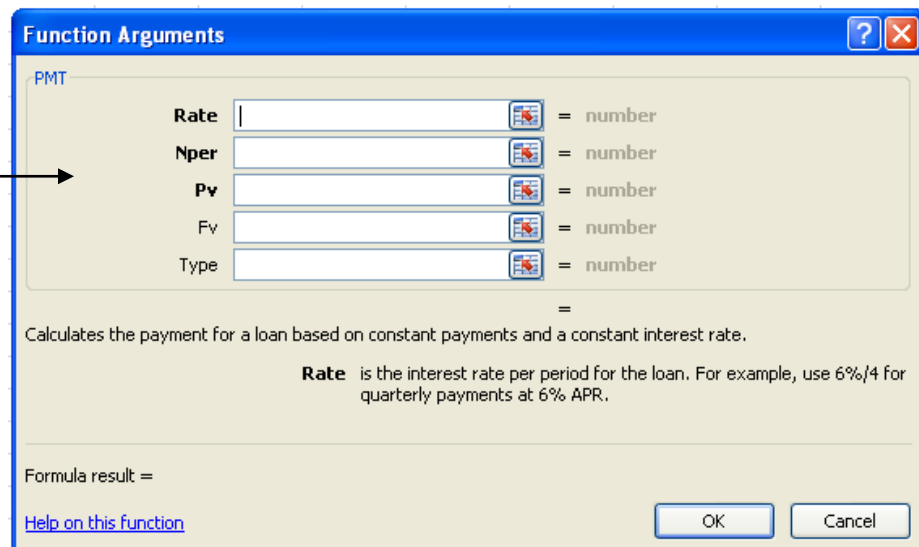 Function Arguments
?
PMT
Rate = number
Nper = number
Pv = number
Fv = number
Type = number
=
Calculates the payment for a loan based on constant payments and a constant interest rate.
Rate is the interest rate per period for the loan. For example, use 6%/4 for
quarterly payments at 6% APR.
Formula result =
Help on this function OK Cancel